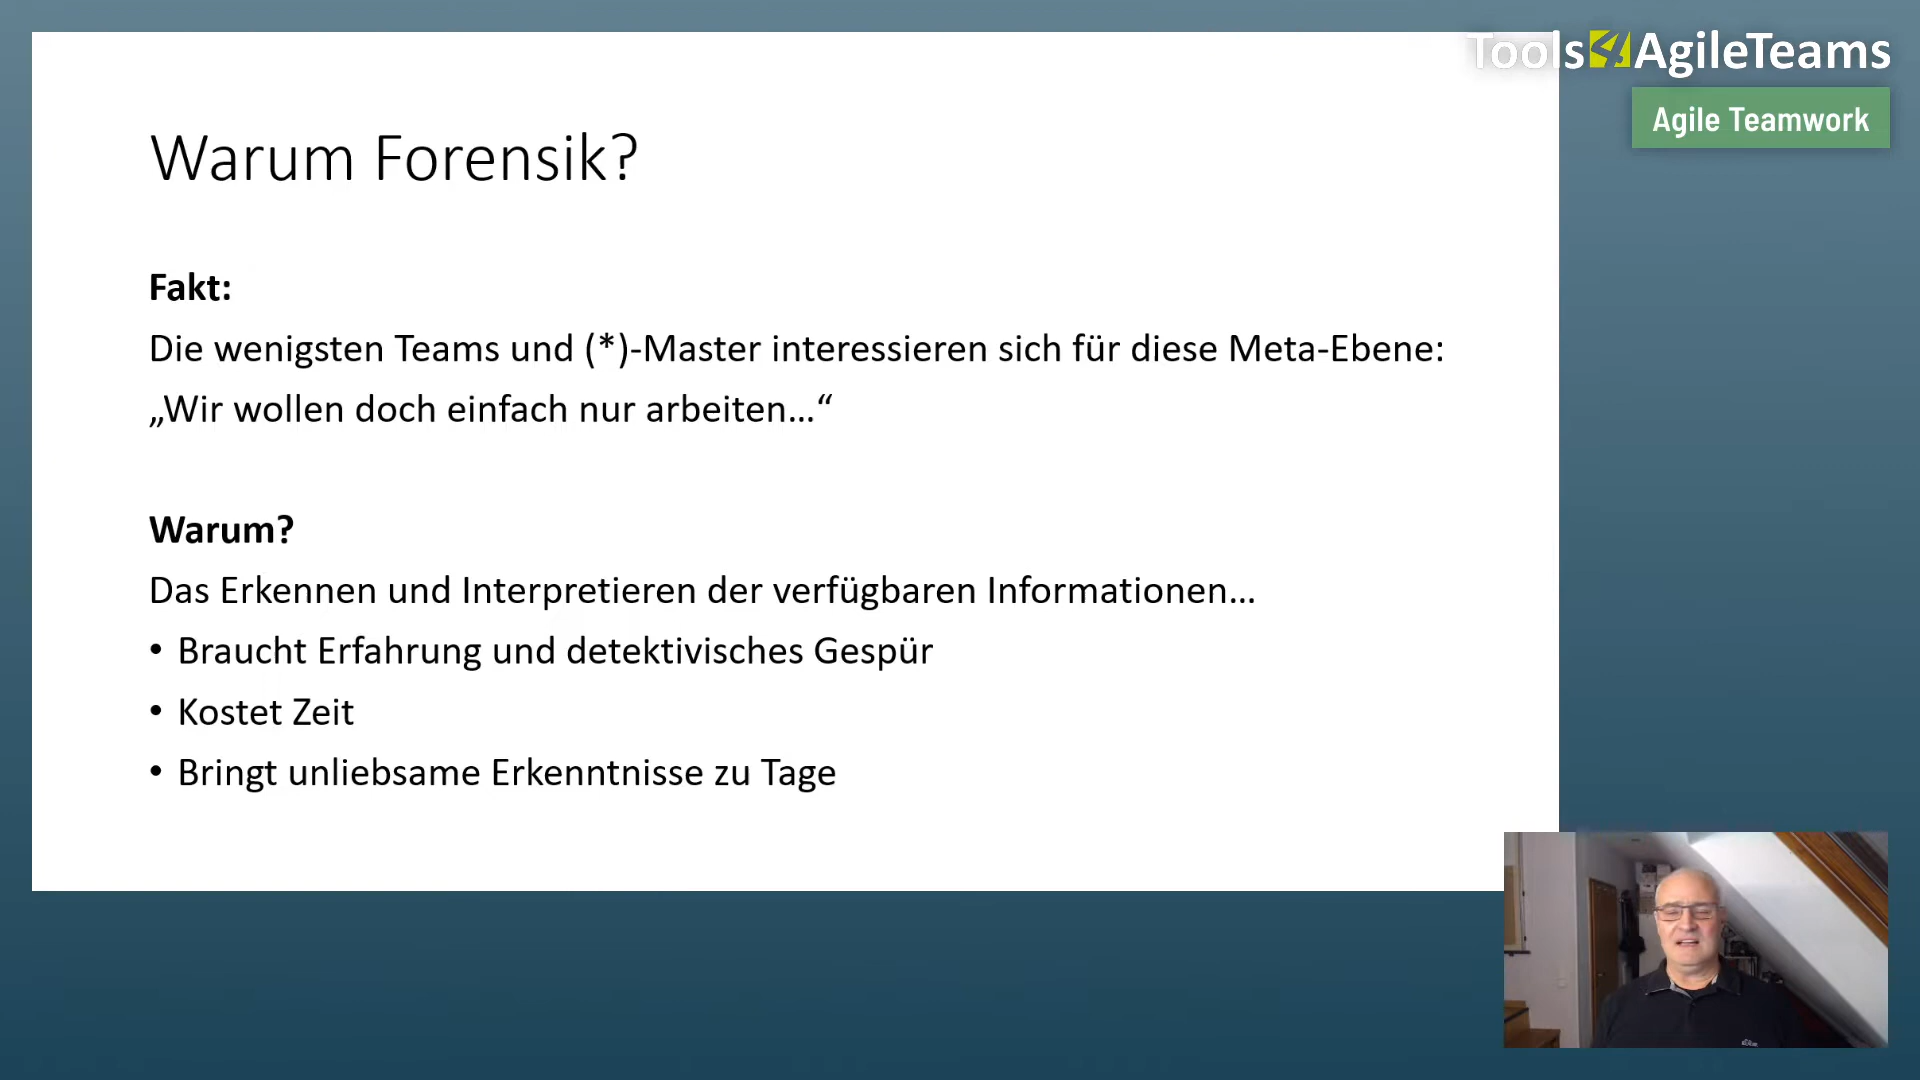 Tools4AgileTeams
Agile Teamwork
Warum Forensik?
Fakt:
Die wenigsten Teams und (*)-Master interessieren sich für diese Meta-Ebene:
„Wir wollen doch einfach nur arbeiten…“
Warum?
Das Erkennen und Interpretieren der verfügbaren Informationen…
• Braucht Erfahrung und detektivisches Gespür
• Kostet Zeit
• Bringt unliebsame Erkenntnisse zu Tage